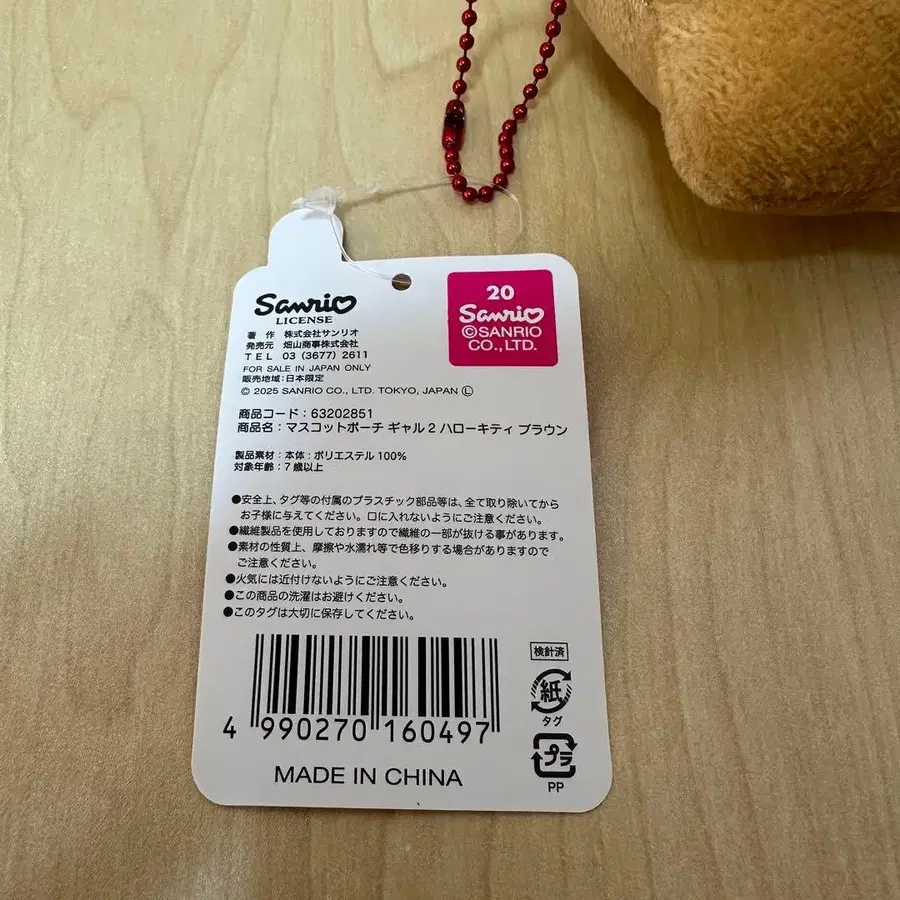 Sanrio
LICENSE
著 作 株式会社サンリオ
発売元 畑山商事株式会社
TEL 03 (3677) 2611
FOR SALE IN JAPAN ONLY
販売地域:日本限定
© 2025 SANRIO CO., LTD. TOKYO, JAPAN Ⓛ
20
Sanrio
©SANRIO
CO.,LTD.
商品コード:63202851
商品名:マスコットポーチ ギャル2 ハローキティ ブラウン
製品素材:本体:ポリエステル 100%
対象年齢:7歳以上
●安全上、タグ等の付属のプラスチック部品等は、全て取り除いてから
お子様に与えてください。口に入れないようにご注意ください。
●繊維製品を使用しておりますので繊維の一部が抜ける事があります。
●素材の性質上、摩擦や水濡れ等で色移りする場合がありますので
ご注意ください。
●火気には近付けないようにご注意ください。
●この商品の洗濯はお避けください。
●このタグは大切に保存してください。
4 990270 160497
検針済
紙
タグ
プラ
PP
MADE IN CHINA